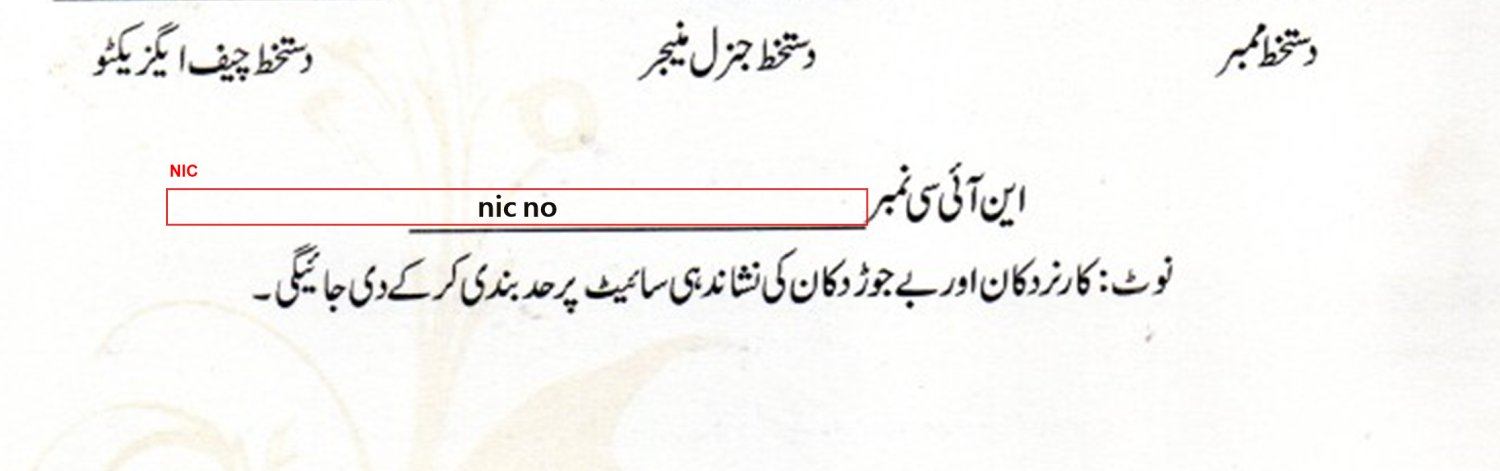 دستخط ممبر دستخط جنرل منیجر دستخط چیف ایگزیکٹو
NIC
این آئی سی نمبر nic no
نوٹ: کارنر دکان اور بے جوڑ دکان کی نشاندہی سائیٹ پر حد بندی کر کے دی جائیگی۔